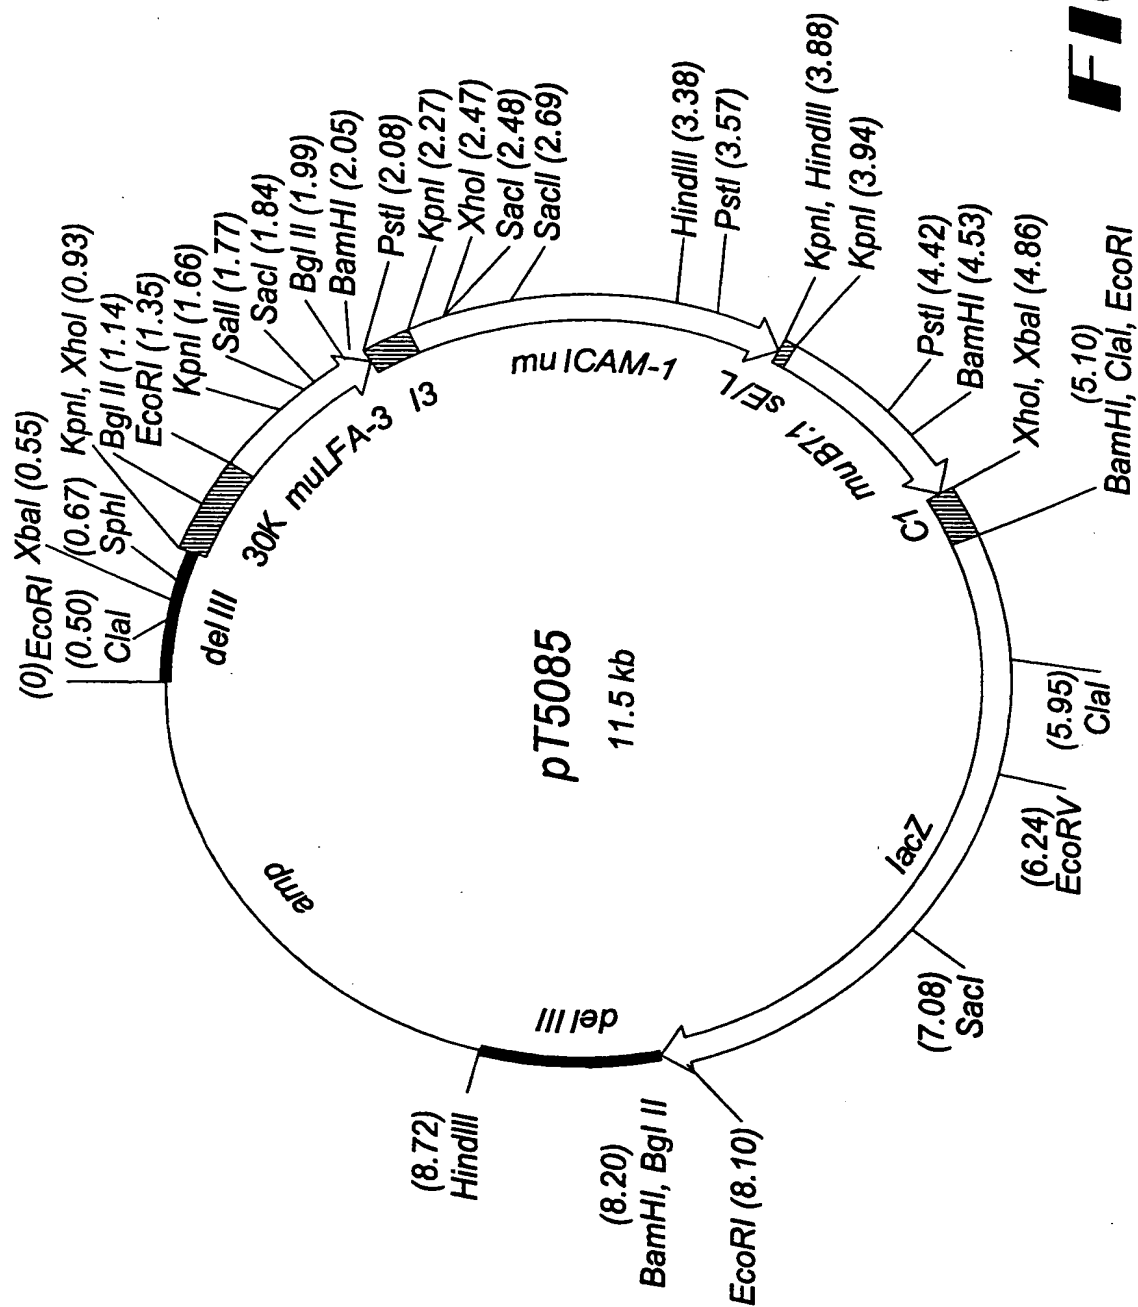 (0) EcoRI
(0.50)
ClaI
XbaI (0.55)
(0.67)
SphI
KpnI, XhoI (0.93)
Bgl II (1.14)
EcoRI (1.35)
KpnI (1.66)
SalI (1.77)
SacI (1.84)
Bgl II (1.99)
BamHI (2.05)
PstI (2.08)
KpnI (2.27)
XhoI (2.47)
SacI (2.48)
SacII (2.69)
HindIII (3.38)
PstI (3.57)
KpnI, HindIII (3.88)
KpnI (3.94)
PstI (4.42)
BamHI (4.53)
XhoI, XbaI (4.86)
(5.10)
BamHI, ClaI, EcoRI
(5.95)
ClaI
(6.24)
EcoRV
(7.08)
SacI
EcoRI (8.10)
(8.20)
BamHI, Bgl II
(8.72)
HindIII
del III
30K
muLFA-3
I3
mu ICAM-1
sE/L
muB7.1
C1
lacZ
del III
amp
pT5085
11.5 kb